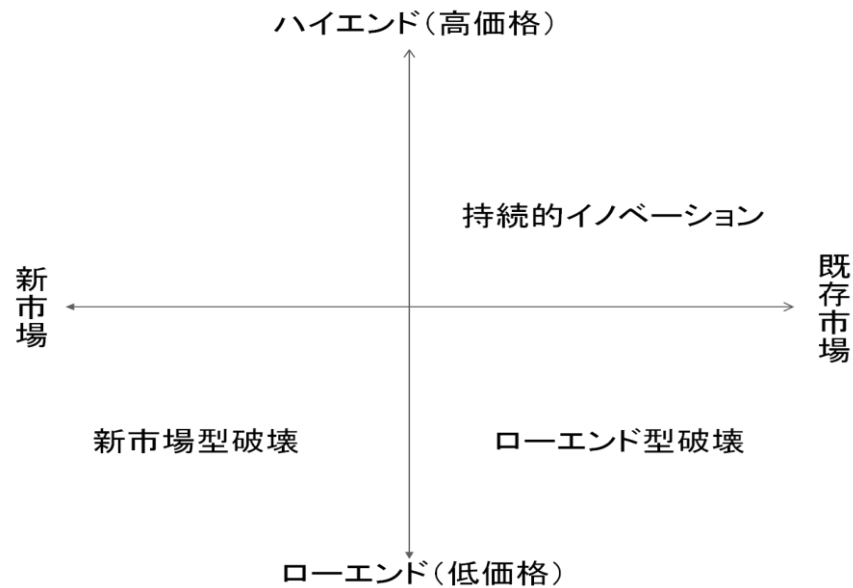 ハイエンド（高価格）
持続的イノベーション
新市場
既存市場
新市場型破壊
ローエンド型破壊
ローエンド（低価格）